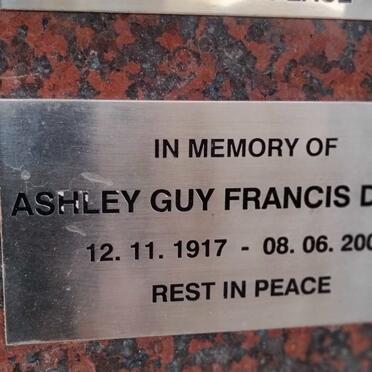 IN MEMORY OF
ASHLEY GUY FRANCIS D
12. 11. 1917 - 08. 06. 200
REST IN PEACE